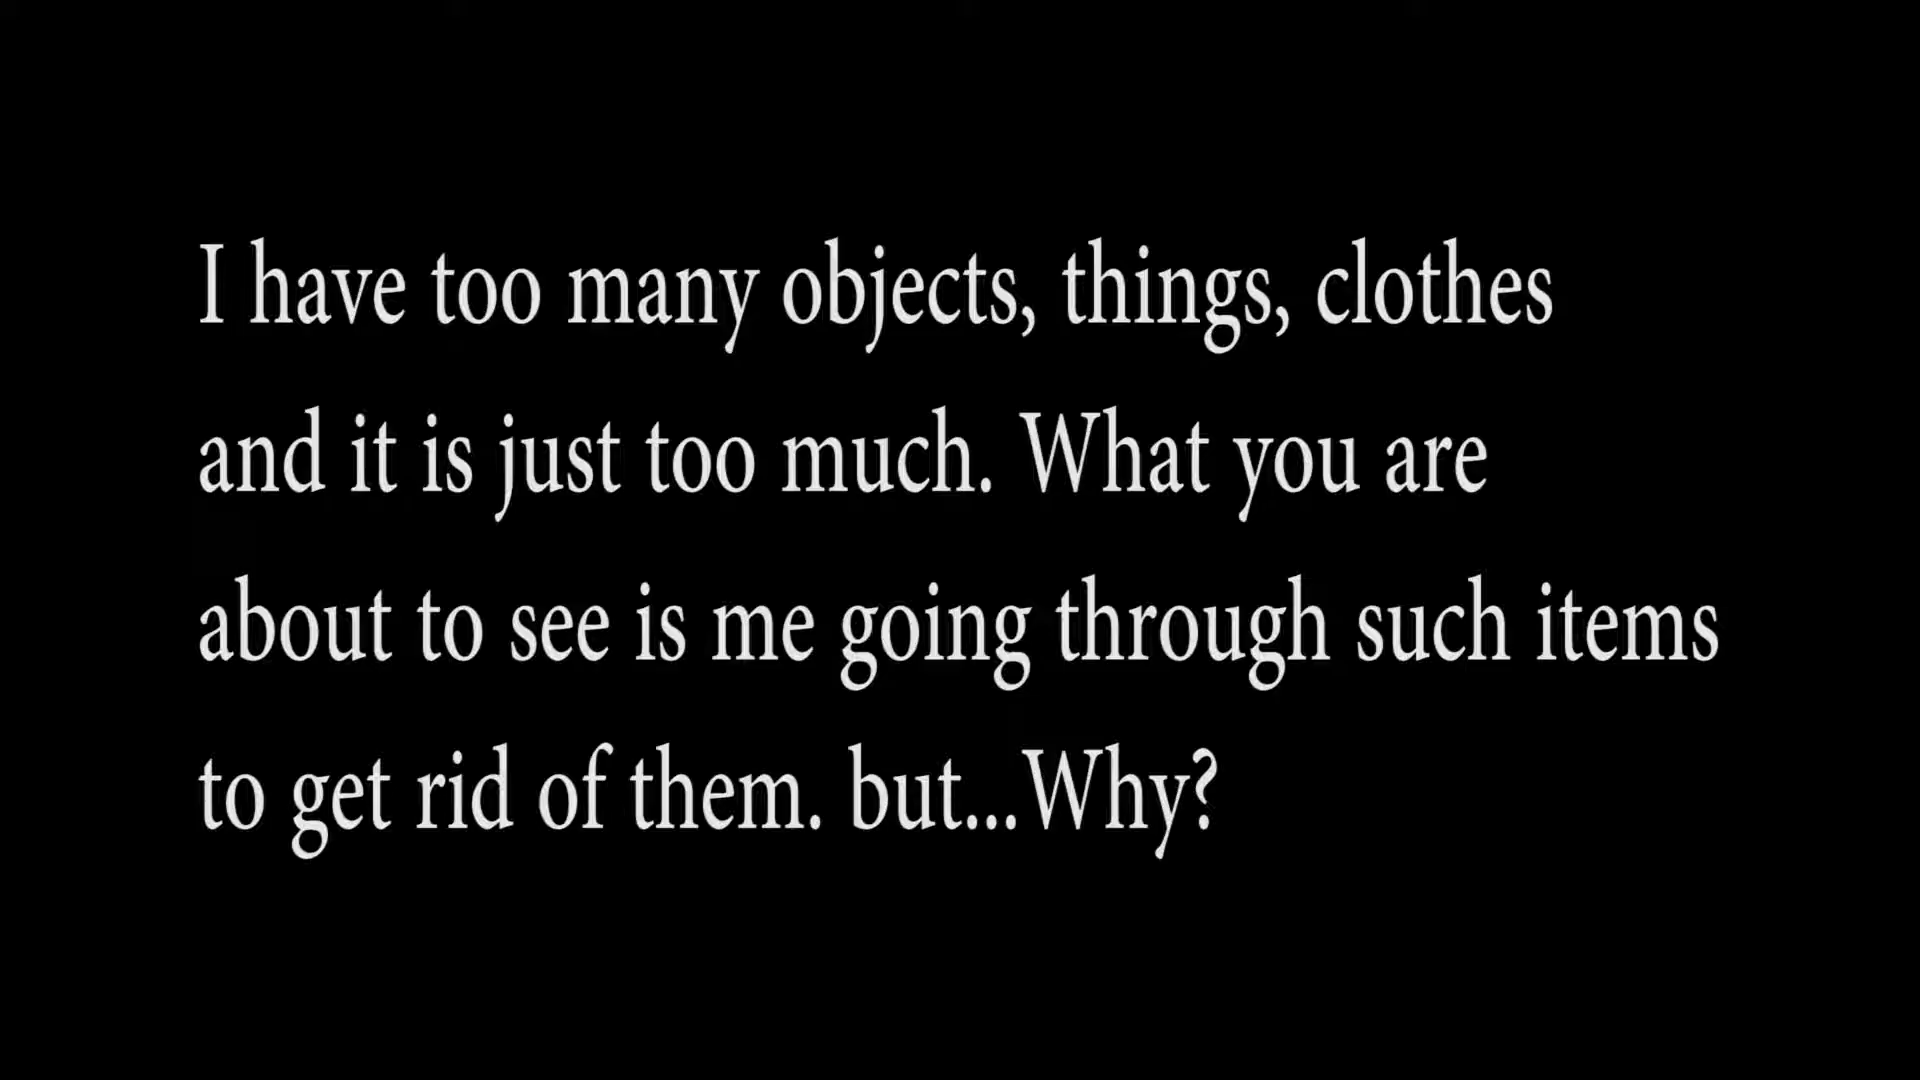 I have too many objects, things, clothes
and it is just too much. What you are
about to see is me going through such items
to get rid of them. but...Why?